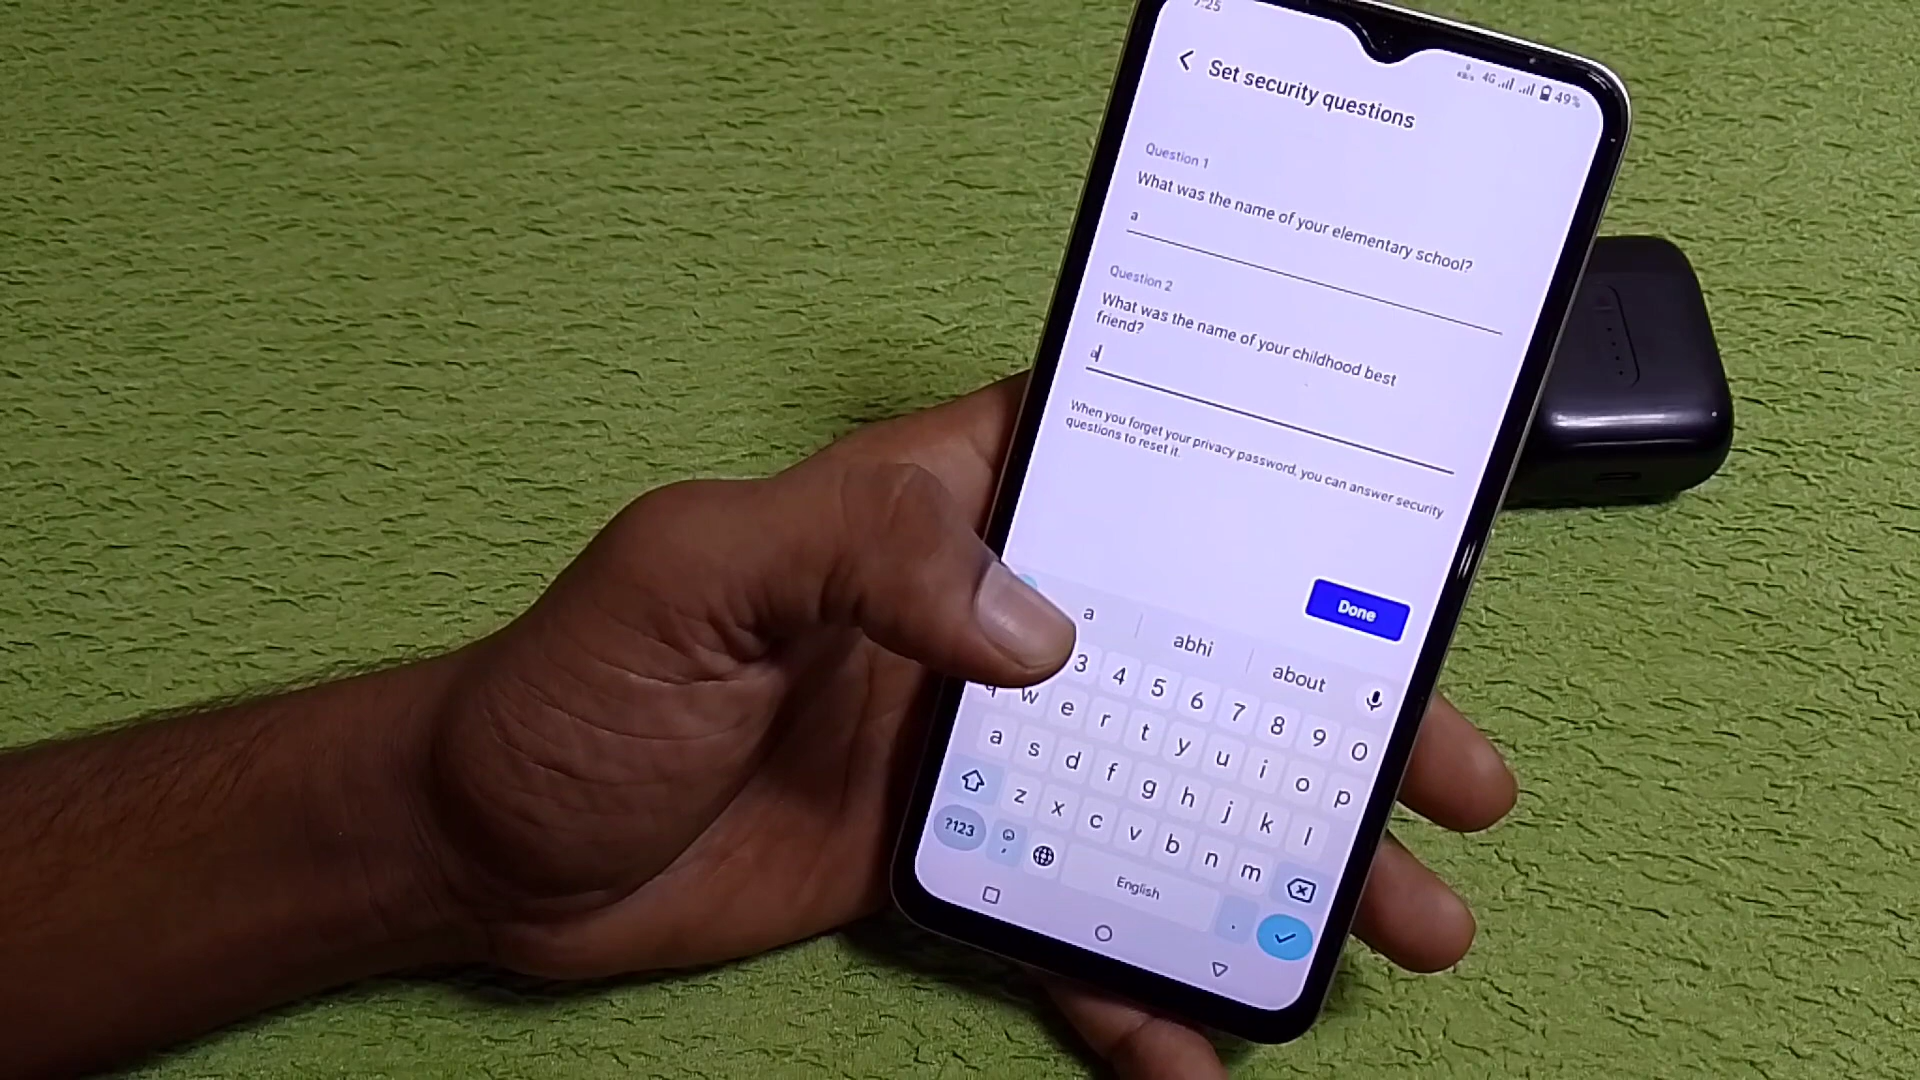 7:25
4G 49%
Set security questions
Question 1
What was the name of your elementary school?
a
Question 2
What was the name of your childhood best
friend?
a
When you forget your privacy password, you can answer security
questions to reset it.
Done
a abhi about
3 4 5 6 7 8 9 0
q w e r t y u i o p
a s d f g h j k l
z x c v b n m
?123 , English .